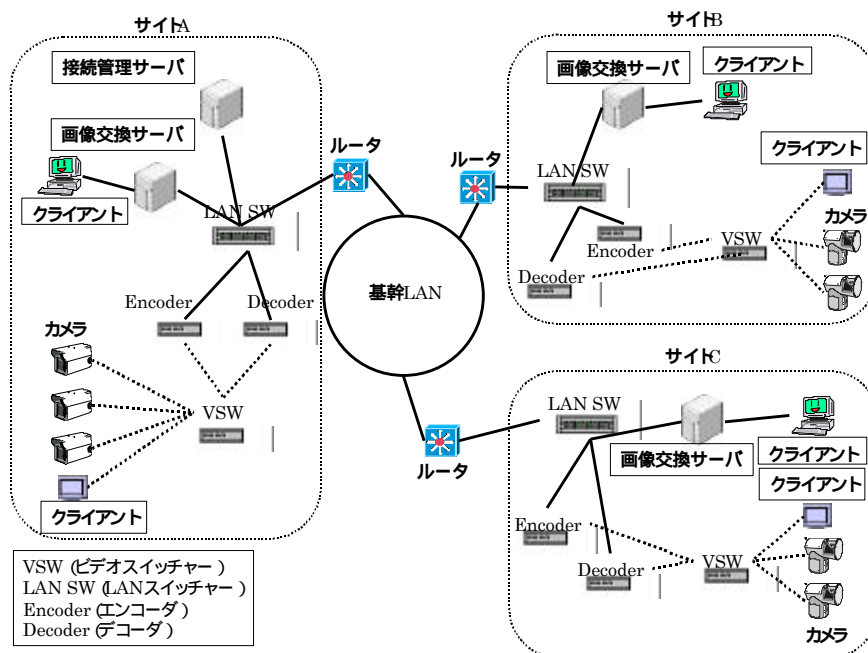 サイトA
接続管理サーバ
画像交換サーバ
クライアント
LAN SW
Encoder
Decoder
カメラ
VSW
クライアント
ルータ
ルータ
基幹LAN
ルータ
サイトB
画像交換サーバ
クライアント
LAN SW
クライアント
カメラ
Encoder
VSW
Decoder
サイトC
LAN SW
画像交換サーバ
クライアント
クライアント
Encoder
Decoder
VSW
カメラ
VSW (ビデオスイッチャー)
LAN SW (LANスイッチャー)
Encoder (エンコーダ)
Decoder (デコーダ)